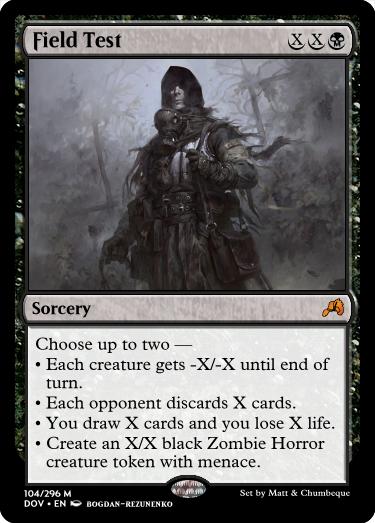 Field Test XX
Sorcery
Choose up to two —
• Each creature gets -X/-X until end of
turn.
• Each opponent discards X cards.
• You draw X cards and you lose X life.
• Create an X/X black Zombie Horror
creature token with menace.
104/296 M
DOV • EN BOGDAN-REZUNENKO
Set by Matt & Chumbeque